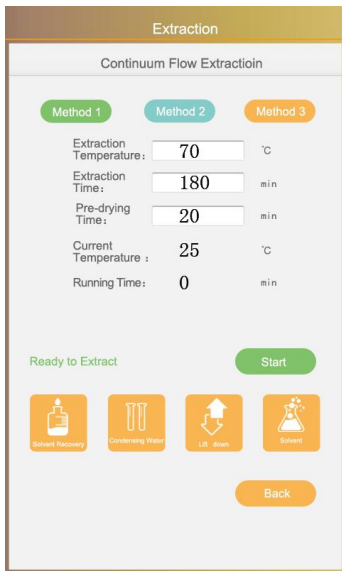 Extraction
Continuum Flow Extractioin
Method 1 Method 2 Method 3
Extraction
Temperature: 70 ℃
Extraction
Time: 180 min
Pre-drying
Time: 20 min
Current
Temperature : 25 ℃
Running Time: 0 min
Ready to Extract Start
Solvent Recovery Condensing Water Lift down Solvent
Back